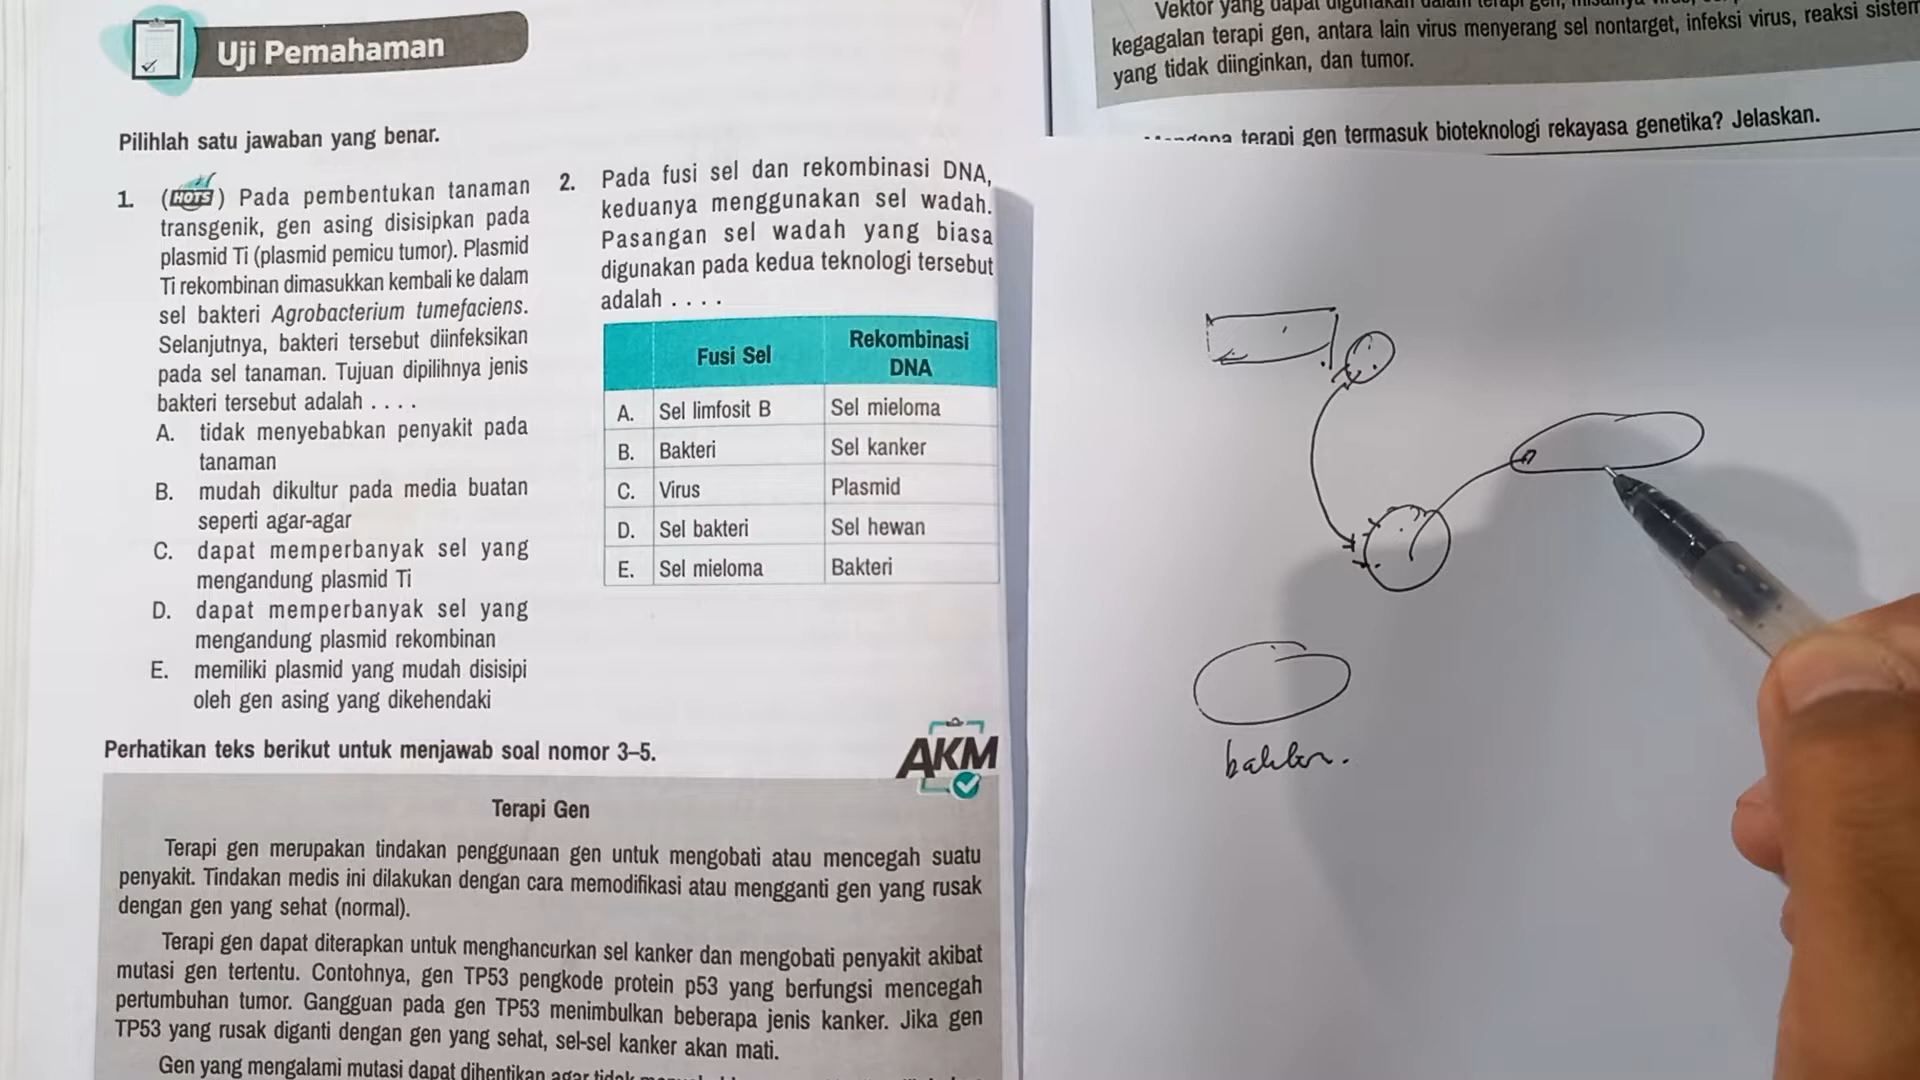 Uji Pemahaman
Pilihlah satu jawaban yang benar.
1. (HOTS) Pada pembentukan tanaman
transgenik, gen asing disisipkan pada
plasmid Ti (plasmid pemicu tumor). Plasmid
Ti rekombinan dimasukkan kembali ke dalam
sel bakteri Agrobacterium tumefaciens.
Selanjutnya, bakteri tersebut diinfeksikan
pada sel tanaman. Tujuan dipilihnya jenis
bakteri tersebut adalah . . . .
A. tidak menyebabkan penyakit pada
tanaman
B. mudah dikultur pada media buatan
seperti agar-agar
C. dapat memperbanyak sel yang
mengandung plasmid Ti
D. dapat memperbanyak sel yang
mengandung plasmid rekombinan
E. memiliki plasmid yang mudah disisipi
oleh gen asing yang dikehendaki
2. Pada fusi sel dan rekombinasi DNA,
keduanya menggunakan sel wadah.
Pasangan sel wadah yang biasa
digunakan pada kedua teknologi tersebut
adalah . . . .
Fusi Sel Rekombinasi
DNA
A. Sel limfosit B Sel mieloma
B. Bakteri Sel kanker
C. Virus Plasmid
D. Sel bakteri Sel hewan
E. Sel mieloma Bakteri
Perhatikan teks berikut untuk menjawab soal nomor 3–5.
AKM
Terapi Gen
Terapi gen merupakan tindakan penggunaan gen untuk mengobati atau mencegah suatu
penyakit. Tindakan medis ini dilakukan dengan cara memodifikasi atau mengganti gen yang rusak
dengan gen yang sehat (normal).
Terapi gen dapat diterapkan untuk menghancurkan sel kanker dan mengobati penyakit akibat
mutasi gen tertentu. Contohnya, gen TP53 pengkode protein p53 yang berfungsi mencegah
pertumbuhan tumor. Gangguan pada gen TP53 menimbulkan beberapa jenis kanker. Jika gen
TP53 yang rusak diganti dengan gen yang sehat, sel-sel kanker akan mati.
Gen yang mengalami mutasi dapat dihentikan agar tidak
Vektor yang dapat digunakan dalam terapi gen, misalnya virus,
kegagalan terapi gen, antara lain virus menyerang sel nontarget, infeksi virus, reaksi sistem
yang tidak diinginkan, dan tumor.
terapi gen termasuk bioteknologi rekayasa genetika? Jelaskan.